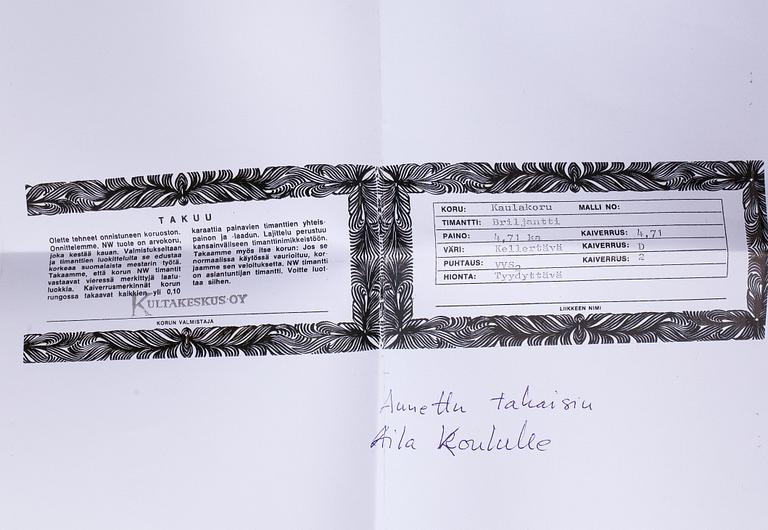 TAKUU
Olette tehneet onnistuneen koruoston.
Onnittelemme. NW tuote on arvokoru,
joka kestää kauan. Valmistukseltaan
ja timanttien luokittelulta se edustaa
korkeaa suomalaista mestarin työtä.
Takaamme, että korun NW timantit
vastaavat vieressä merkittyjä laatu-
luokkia. Kaiverrusmerkinnät korun
rungossa takaavat kaikkien yli 0,10
karaattia painavien timanttien yhteis-
painon ja -laadun. Lajittelu perustuu
kansainväliseen timanttinimikkeistöön.
Takaamme myös itse korun: Jos se
normaalissa käytössä vaurioituu, kor-
jaamme sen veloituksetta. NW timantti
on asiantuntijan timantti. Voitte luot-
taa siihen.
KULTAKESKUS·OY
KORUN VALMISTAJA
KORU: Kaulakoru MALLI NO:
TIMANTTI: Briljantti
PAINO: 4,71 ka KAIVERRUS: 4,71
VÄRI: Kellertävä KAIVERRUS: D
PUHTAUS: VVS2 KAIVERRUS: 2
HIONTA: Tyydyttävä
LIIKKEEN NIMI
Annettu takaisin
Aila Koululle